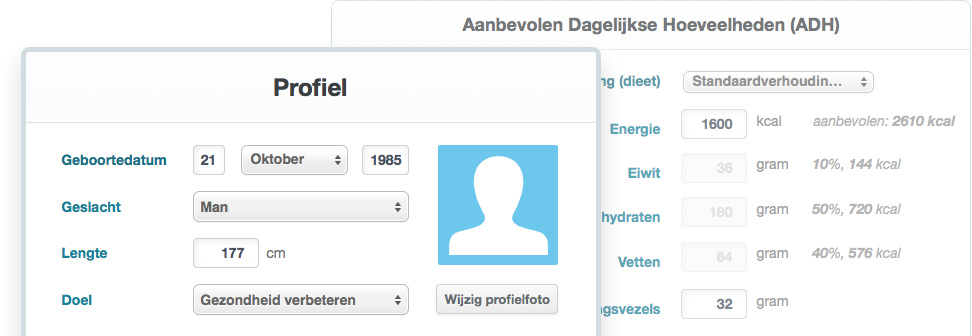 Aanbevolen Dagelijkse Hoeveelheden (ADH)
Profiel
Geboortedatum 21 Oktober 1985
Geslacht Man
Lengte 177 cm
Doel Gezondheid verbeteren
Wijzig profielfoto
(dieet) Standaardverhoudin...
Energie 1600 kcal aanbevolen: 2610 kcal
Eiwit 36 gram 10%, 144 kcal
hydraten 180 gram 50%, 720 kcal
Vetten 64 gram 40%, 576 kcal
gsvezels 32 gram